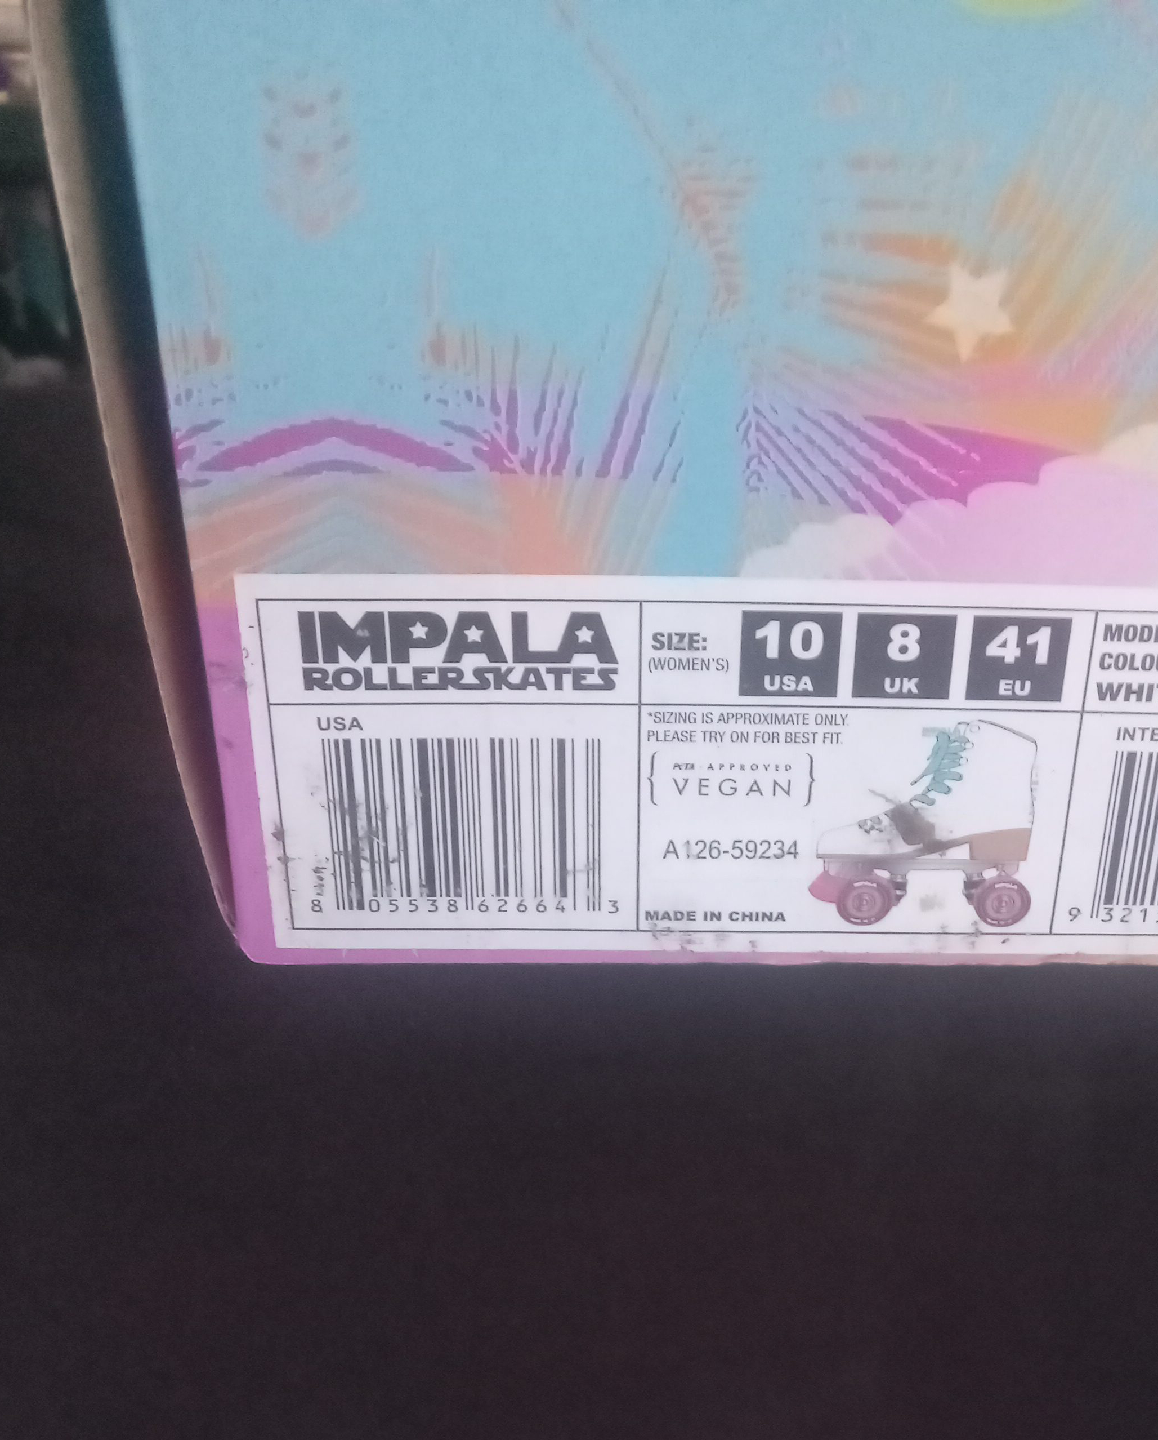 IMPALA
ROLLERSKATES
SIZE:
(WOMEN'S)
10
USA
8
UK
41
EU
USA
8 05538 62664 3
*SIZING IS APPROXIMATE ONLY.
PLEASE TRY ON FOR BEST FIT.
PETA - APPROVED
VEGAN
A126-59234
MADE IN CHINA